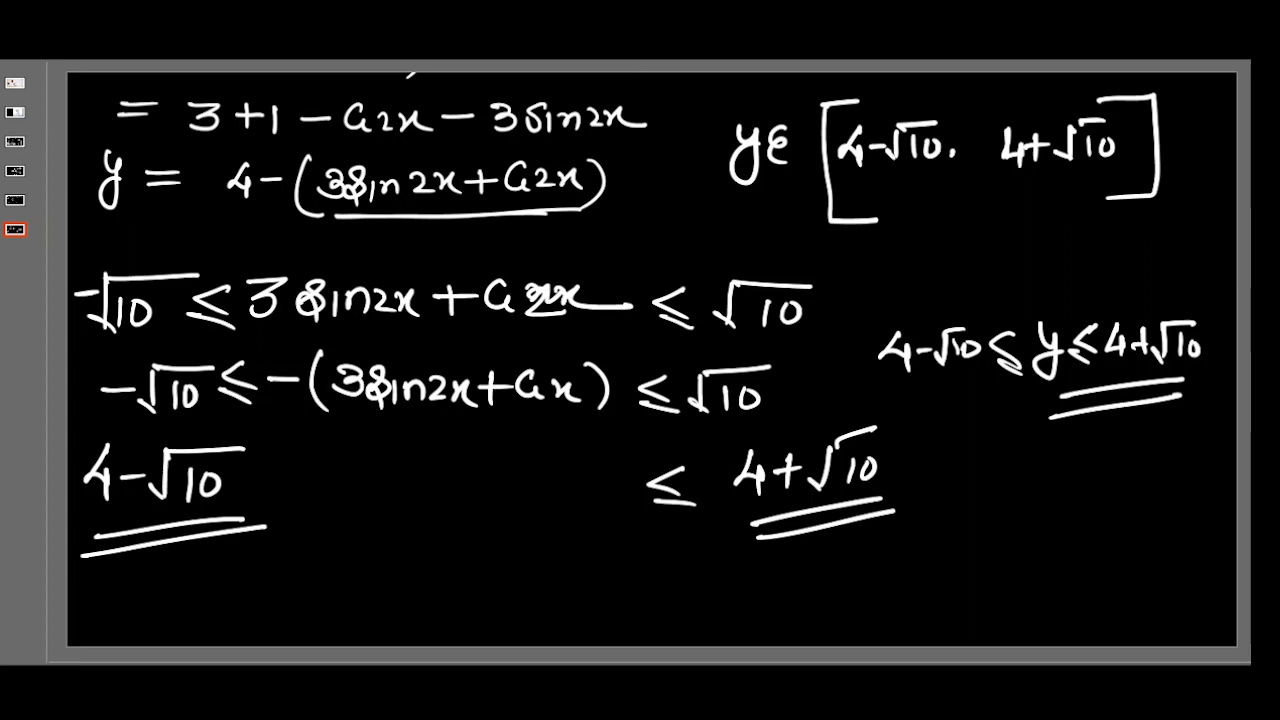 = 3+1 - C2x - 3Sin2x
y = 4-(3Sin2x+C2x)
y∈ [4-√10, 4+√10]
-√10 ≤ 3Sin2x + C2x ≤ √10
-√10 ≤ -(3Sin2x+Cx) ≤ √10
4-√10 ≤ y ≤ 4+√10
4-√10 ≤ 4+√10